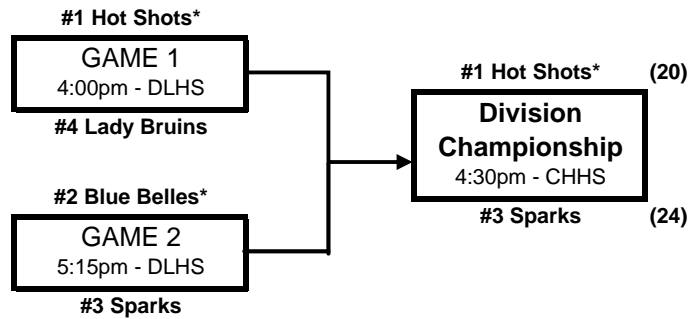 #1 Hot Shots*
GAME 1
4:00pm - DLHS
#4 Lady Bruins
#2 Blue Belles*
GAME 2
5:15pm - DLHS
#3 Sparks
#1 Hot Shots* (20)
Division
Championship
4:30pm - CHHS
#3 Sparks (24)